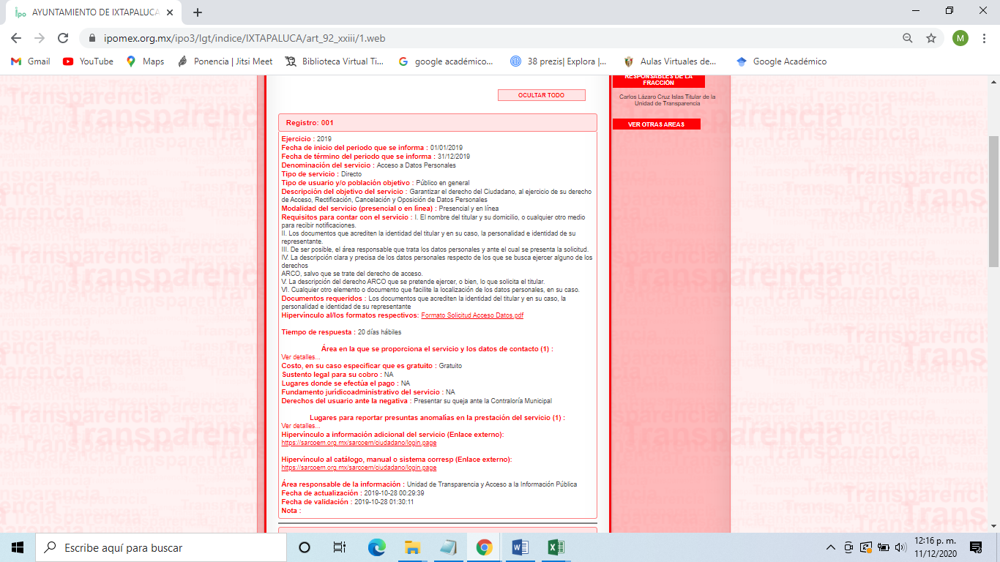 ipo
AYUNTAMIENTO DE IXTAPALUCA
ipomex.org.mx/ipo3/lgt/indice/IXTAPALUCA/art_92_xxiii/1.web
M
Gmail
YouTube
Maps
Ponencia | Jitsi Meet
Biblioteca Virtual Ti...
google académico...
38 prezis| Explora |...
Aulas Virtuales de...
Google Académico
RESPONSABLES DE LA
FRACCIÓN
Carlos Lázaro Cruz Islas Titular de la
Unidad de Transparencia
VER OTRAS AREAS
OCULTAR TODO
Registro: 001
Ejercicio : 2019
Fecha de inicio del periodo que se informa : 01/01/2019
Fecha de término del periodo que se informa : 31/12/2019
Denominación del servicio : Acceso a Datos Personales
Tipo de servicio : Directo
Tipo de usuario y/o población objetivo : Público en general
Descripción del objetivo del servicio : Garantizar el derecho del Ciudadano, al ejercicio de su derecho
de Acceso, Rectificación, Cancelación y Oposición de Datos Personales
Modalidad del servicio (presencial o en línea) : Presencial y en línea
Requisitos para contar con el servicio : I. El nombre del titular y su domicilio, o cualquier otro medio
para recibir notificaciones.
II. Los documentos que acrediten la identidad del titular y en su caso, la personalidad e identidad de su
representante.
III. De ser posible, el área responsable que trata los datos personales y ante el cual se presenta la solicitud.
IV. La descripción clara y precisa de los datos personales respecto de los que se busca ejercer alguno de los
derechos
ARCO, salvo que se trate del derecho de acceso.
V. La descripción del derecho ARCO que se pretende ejercer, o bien, lo que solicita el titular.
VI. Cualquier otro elemento o documento que facilite la localización de los datos personales, en su caso.
Documentos requeridos : Los documentos que acrediten la identidad del titular y en su caso, la
personalidad e identidad de su representante
Hipervínculo al/los formatos respectivos: Formato Solicitud Acceso Datos.pdf
Tiempo de respuesta : 20 días hábiles
Área en la que se proporciona el servicio y los datos de contacto (1) :
Ver detalles...
Costo, en su caso especificar que es gratuito : Gratuito
Sustento legal para su cobro : NA
Lugares donde se efectúa el pago : NA
Fundamento jurídicoadministrativo del servicio : NA
Derechos del usuario ante la negativa : Presentar su queja ante la Contraloría Municipal
Lugares para reportar presuntas anomalías en la prestación del servicio (1) :
Ver detalles...
Hipervínculo a información adicional del servicio (Enlace externo):
https://sarcoem.org.mx/sarcoem/ciudadano/login.page
Hipervínculo al catálogo, manual o sistema corresp (Enlace externo):
https://sarcoem.org.mx/sarcoem/ciudadano/login.page
Área responsable de la información : Unidad de Transparencia y Acceso a la Información Pública
Fecha de actualización : 2019-10-28 00:29:39
Fecha de validación : 2019-10-28 01:30:11
Nota :
Escribe aquí para buscar
12:16 p. m.
11/12/2020